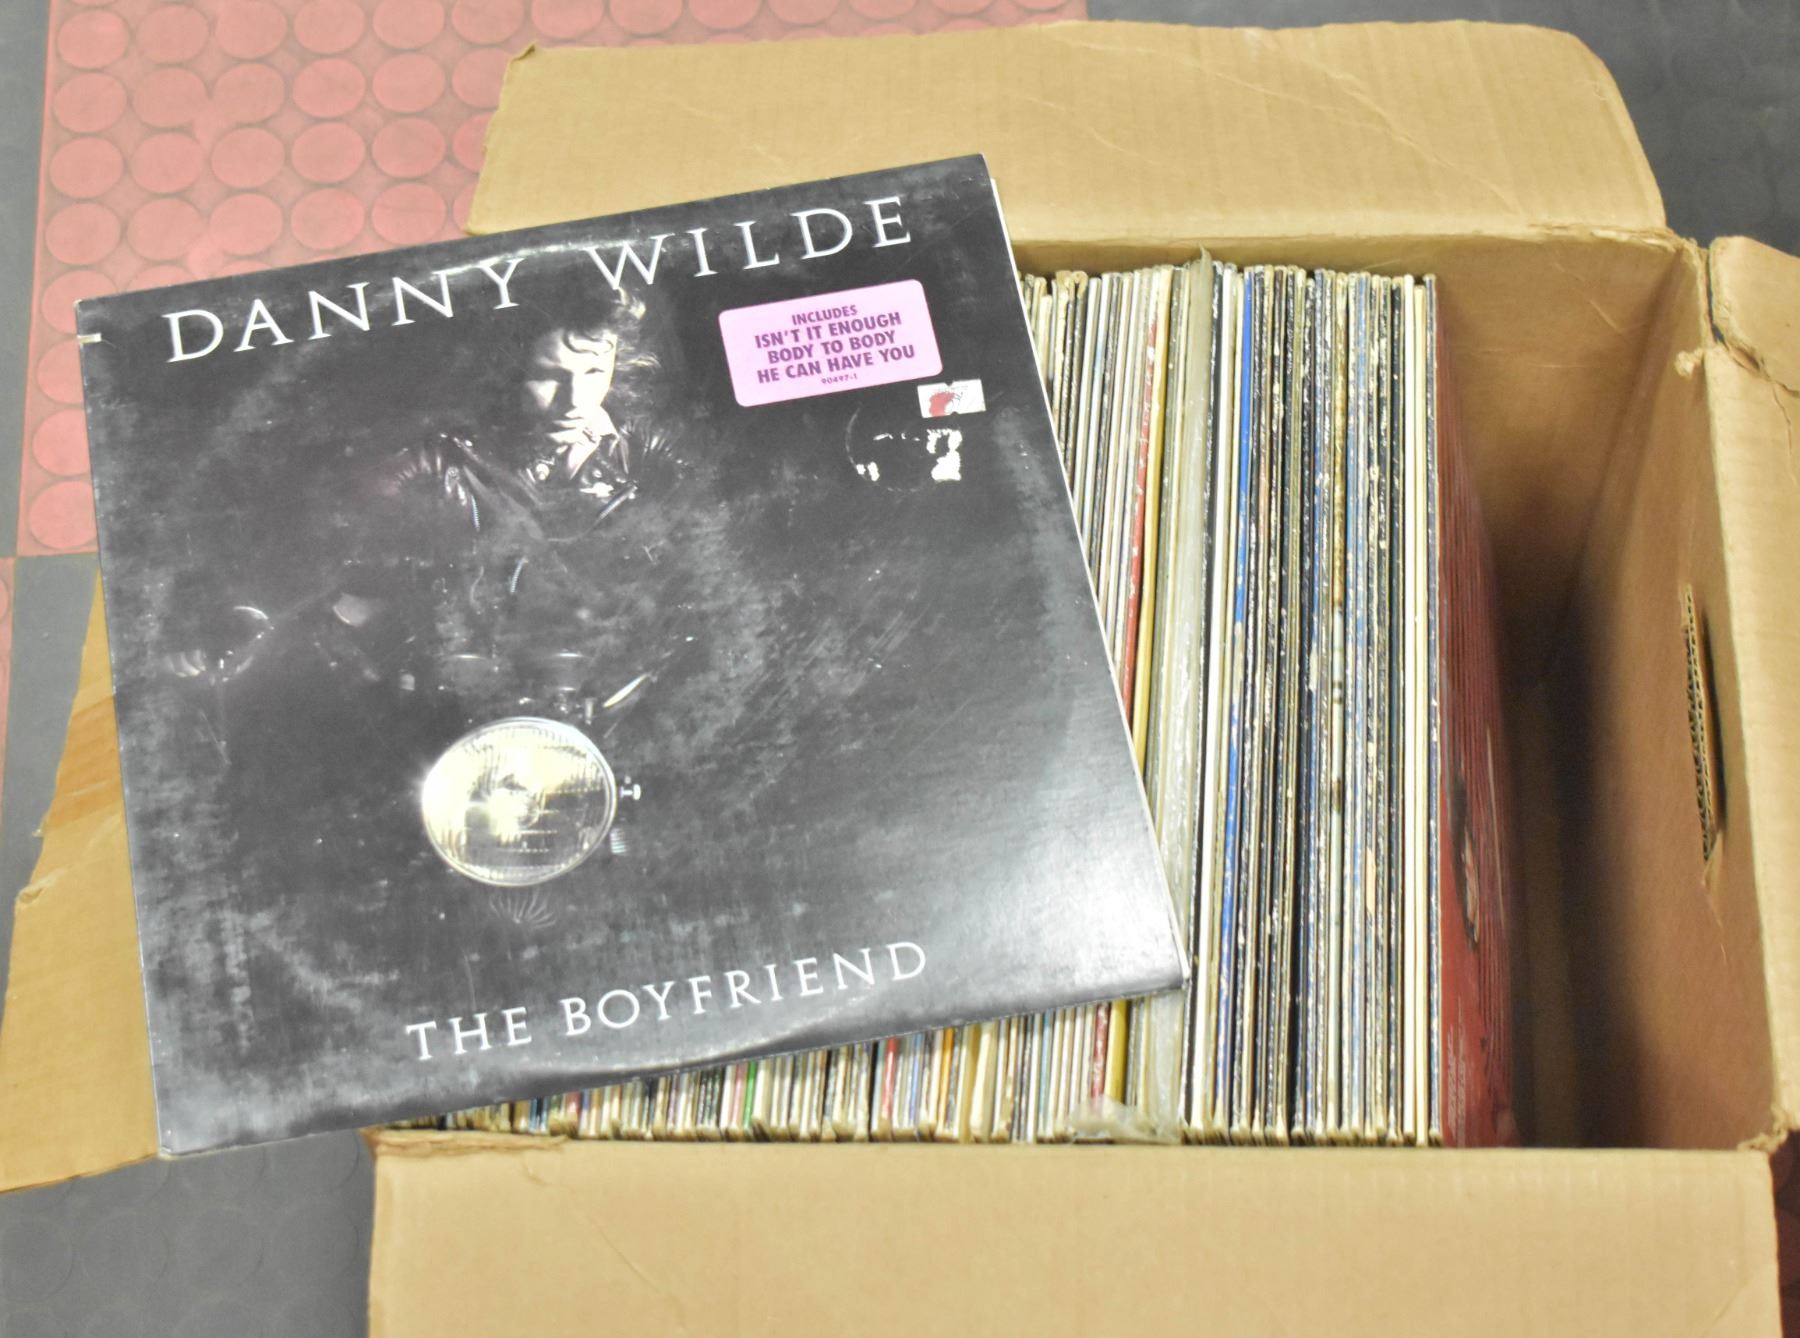 DANNY WILDE
INCLUDES
ISN'T IT ENOUGH
BODY TO BODY
HE CAN HAVE YOU
90497-1
THE BOYFRIEND